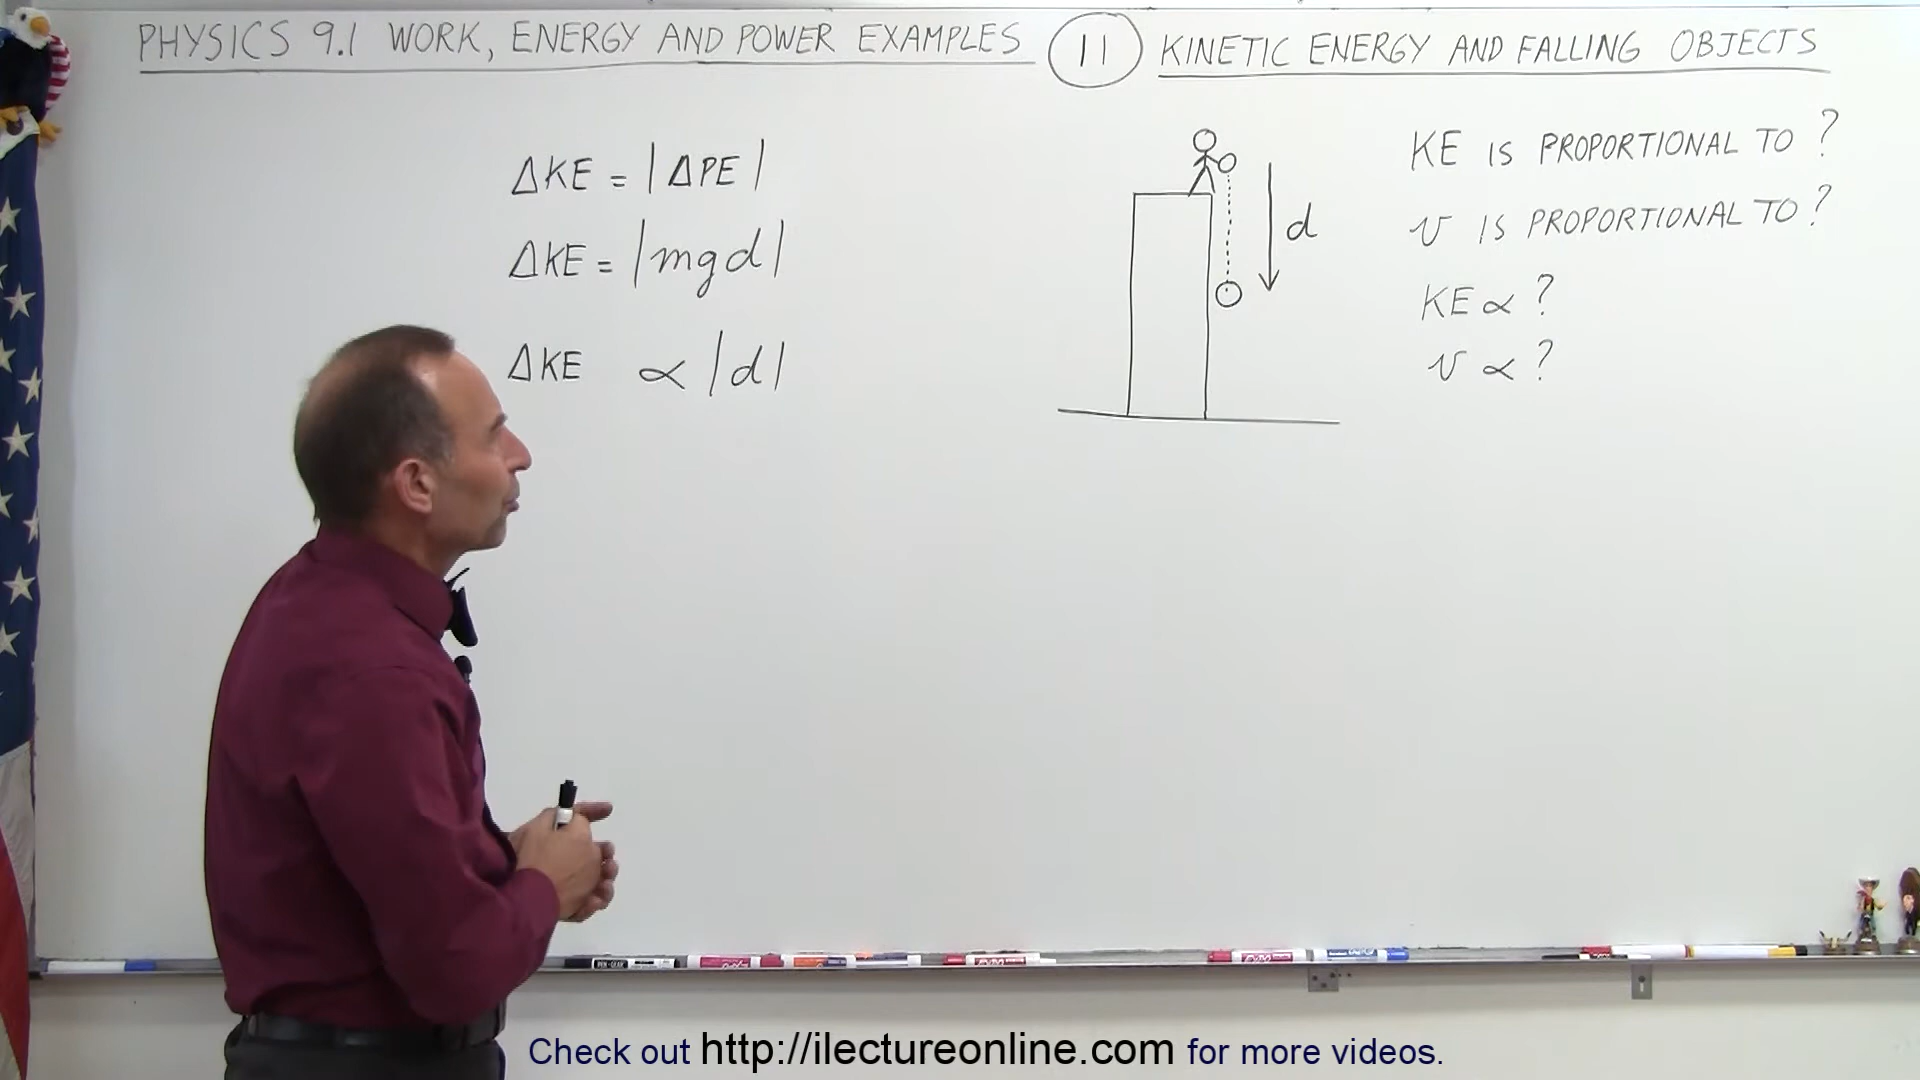 PHYSICS 9.1 WORK, ENERGY AND POWER EXAMPLES 11 KINETIC ENERGY AND FALLING OBJECTS
ΔKE = |ΔPE|
ΔKE = |mgd|
ΔKE ∝ |d|
d
KE IS PROPORTIONAL TO ?
v IS PROPORTIONAL TO ?
KE ∝ ?
v ∝ ?
Check out http://ilectureonline.com for more videos.